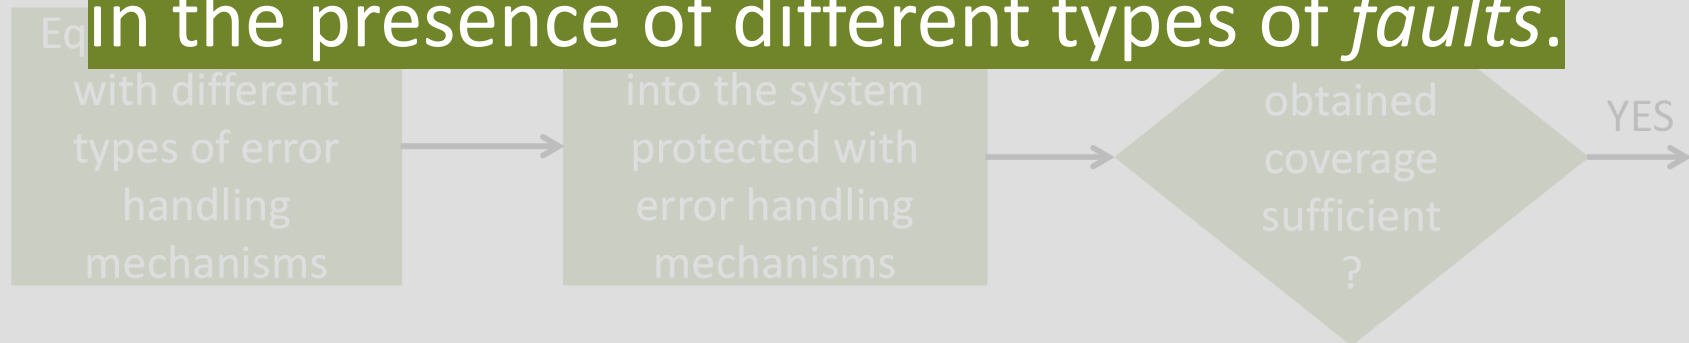 in the presence of different types of faults.
Eq
with different
types of error
handling
mechanisms
into the system
protected with
error handling
mechanisms
obtained
coverage
sufficient
?
YES